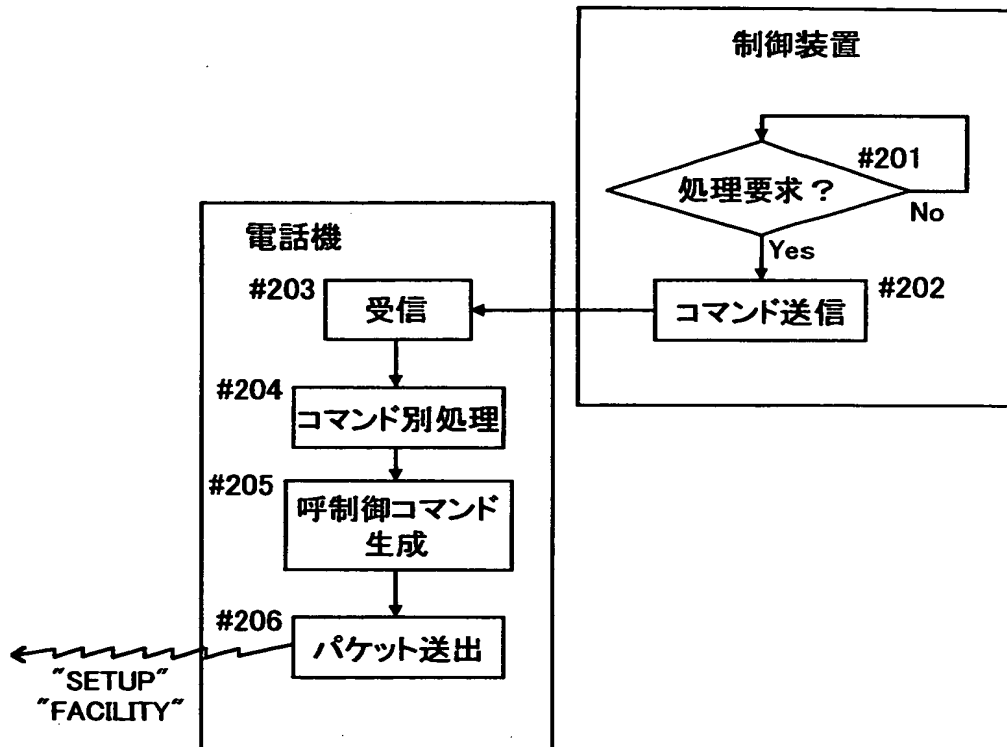 制御装置
#201
処理要求？
No
Yes
#202
コマンド送信
電話機
#203
受信
#204
コマンド別処理
#205
呼制御コマンド
生成
#206
パケット送出
"SETUP"
"FACILITY"